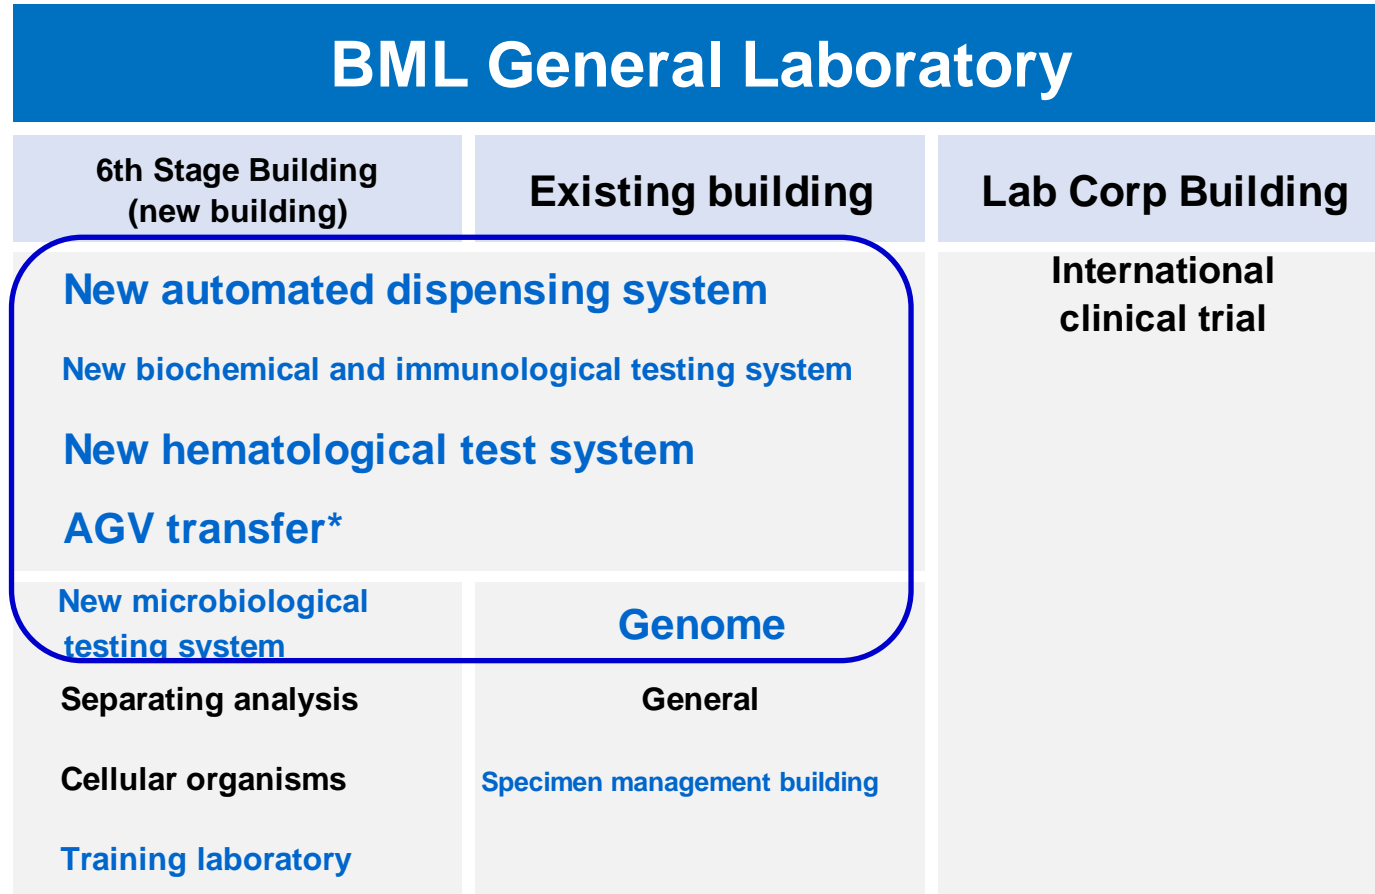 BML General Laboratory
6th Stage Building
(new building)
Existing building
Lab Corp Building
New automated dispensing system
New biochemical and immunological testing system
New hematological test system
AGV transfer*
International
clinical trial
New microbiological
testing system
Genome
Separating analysis
General
Cellular organisms
Specimen management building
Training laboratory